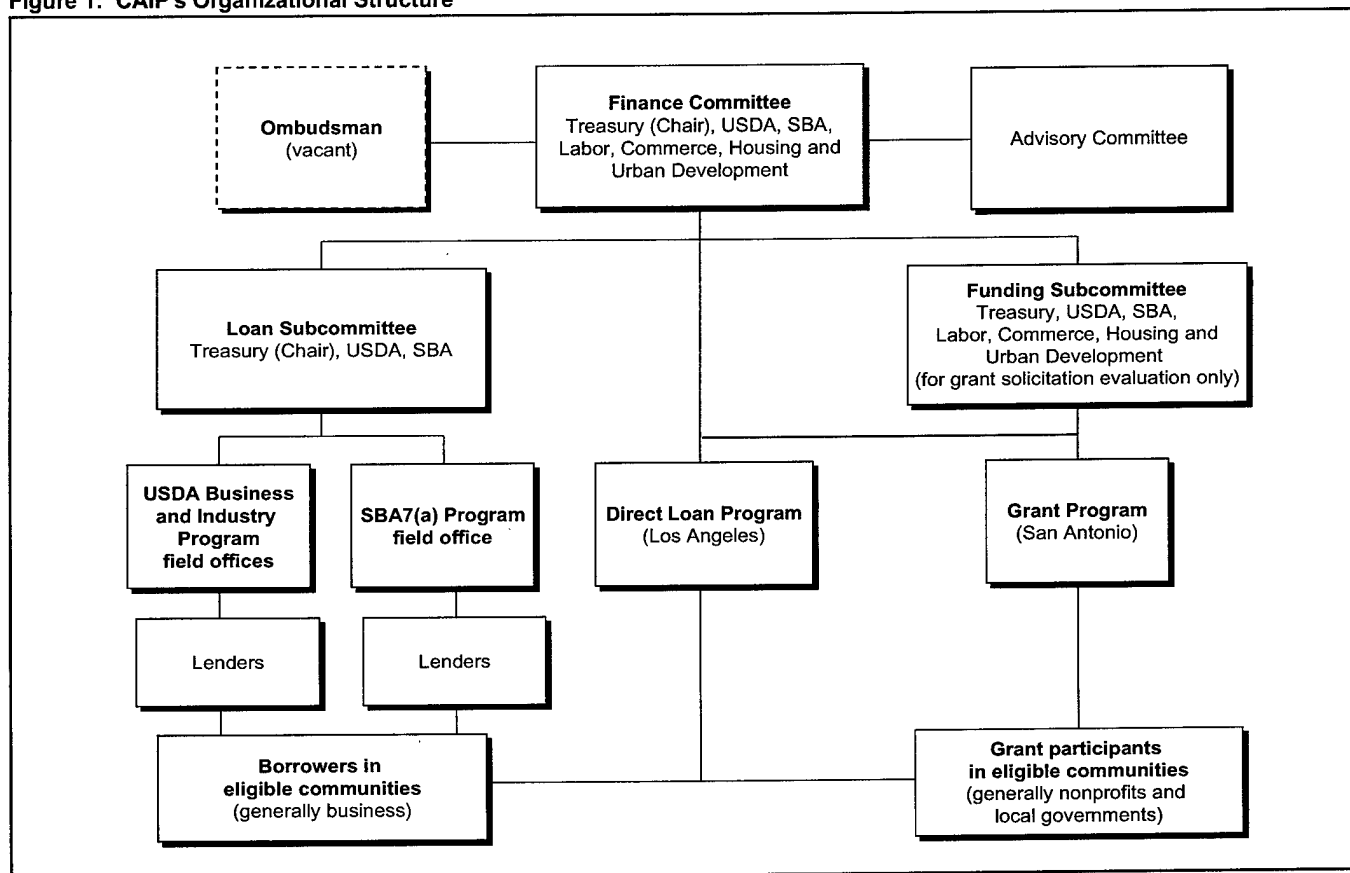 Figure 1: CAIP's Organizational Structure
Ombudsman
(vacant)
Finance Committee
Treasury (Chair), USDA, SBA,
Labor, Commerce, Housing and
Urban Development
Advisory Committee
Loan Subcommittee
Treasury (Chair), USDA, SBA
Funding Subcommittee
Treasury, USDA, SBA,
Labor, Commerce, Housing and
Urban Development
(for grant solicitation evaluation only)
USDA Business
and Industry
Program
field offices
SBA7(a) Program
field office
Direct Loan Program
(Los Angeles)
Grant Program
(San Antonio)
Lenders
Lenders
Borrowers in
eligible communities
(generally business)
Grant participants
in eligible communities
(generally nonprofits and
local governments)